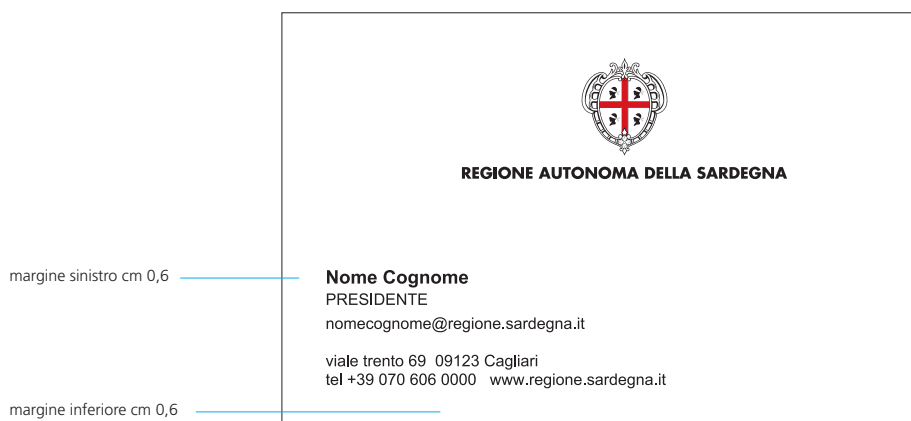 REGIONE AUTONOMA DELLA SARDEGNA
margine sinistro cm 0,6
Nome Cognome
PRESIDENTE
nomecognome@regione.sardegna.it
viale trento 69 09123 Cagliari
tel +39 070 606 0000 www.regione.sardegna.it
margine inferiore cm 0,6